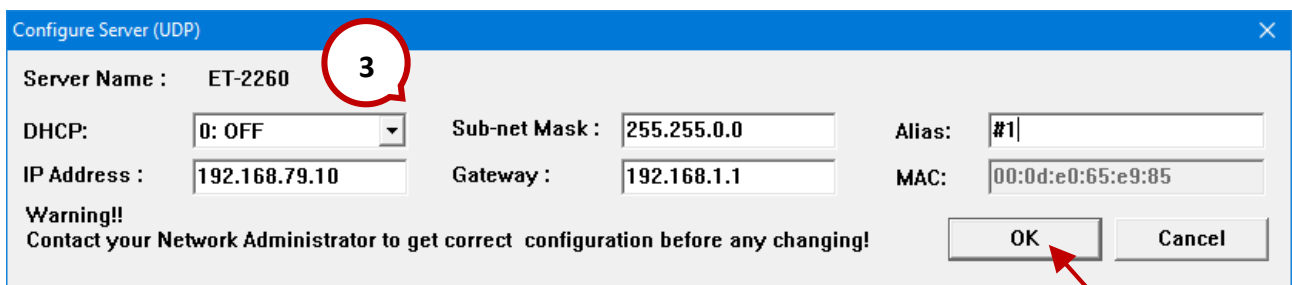 Configure Server (UDP)
Server Name : ET-2260
3
DHCP: 0: OFF Sub-net Mask : 255.255.0.0 Alias: #1
IP Address : 192.168.79.10 Gateway : 192.168.1.1 MAC: 00:0d:e0:65:e9:85
Warning!!
Contact your Network Administrator to get correct configuration before any changing!
OK Cancel